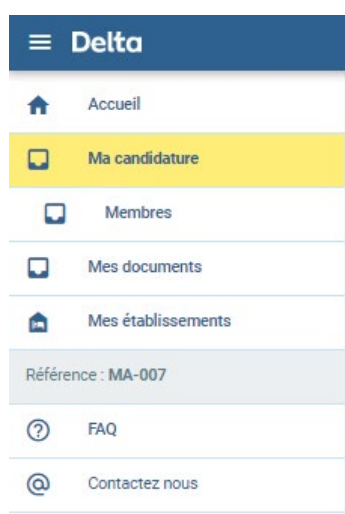 Delta
Accueil
Ma candidature
Membres
Mes documents
Mes établissements
Référence : MA-007
FAQ
Contactez nous